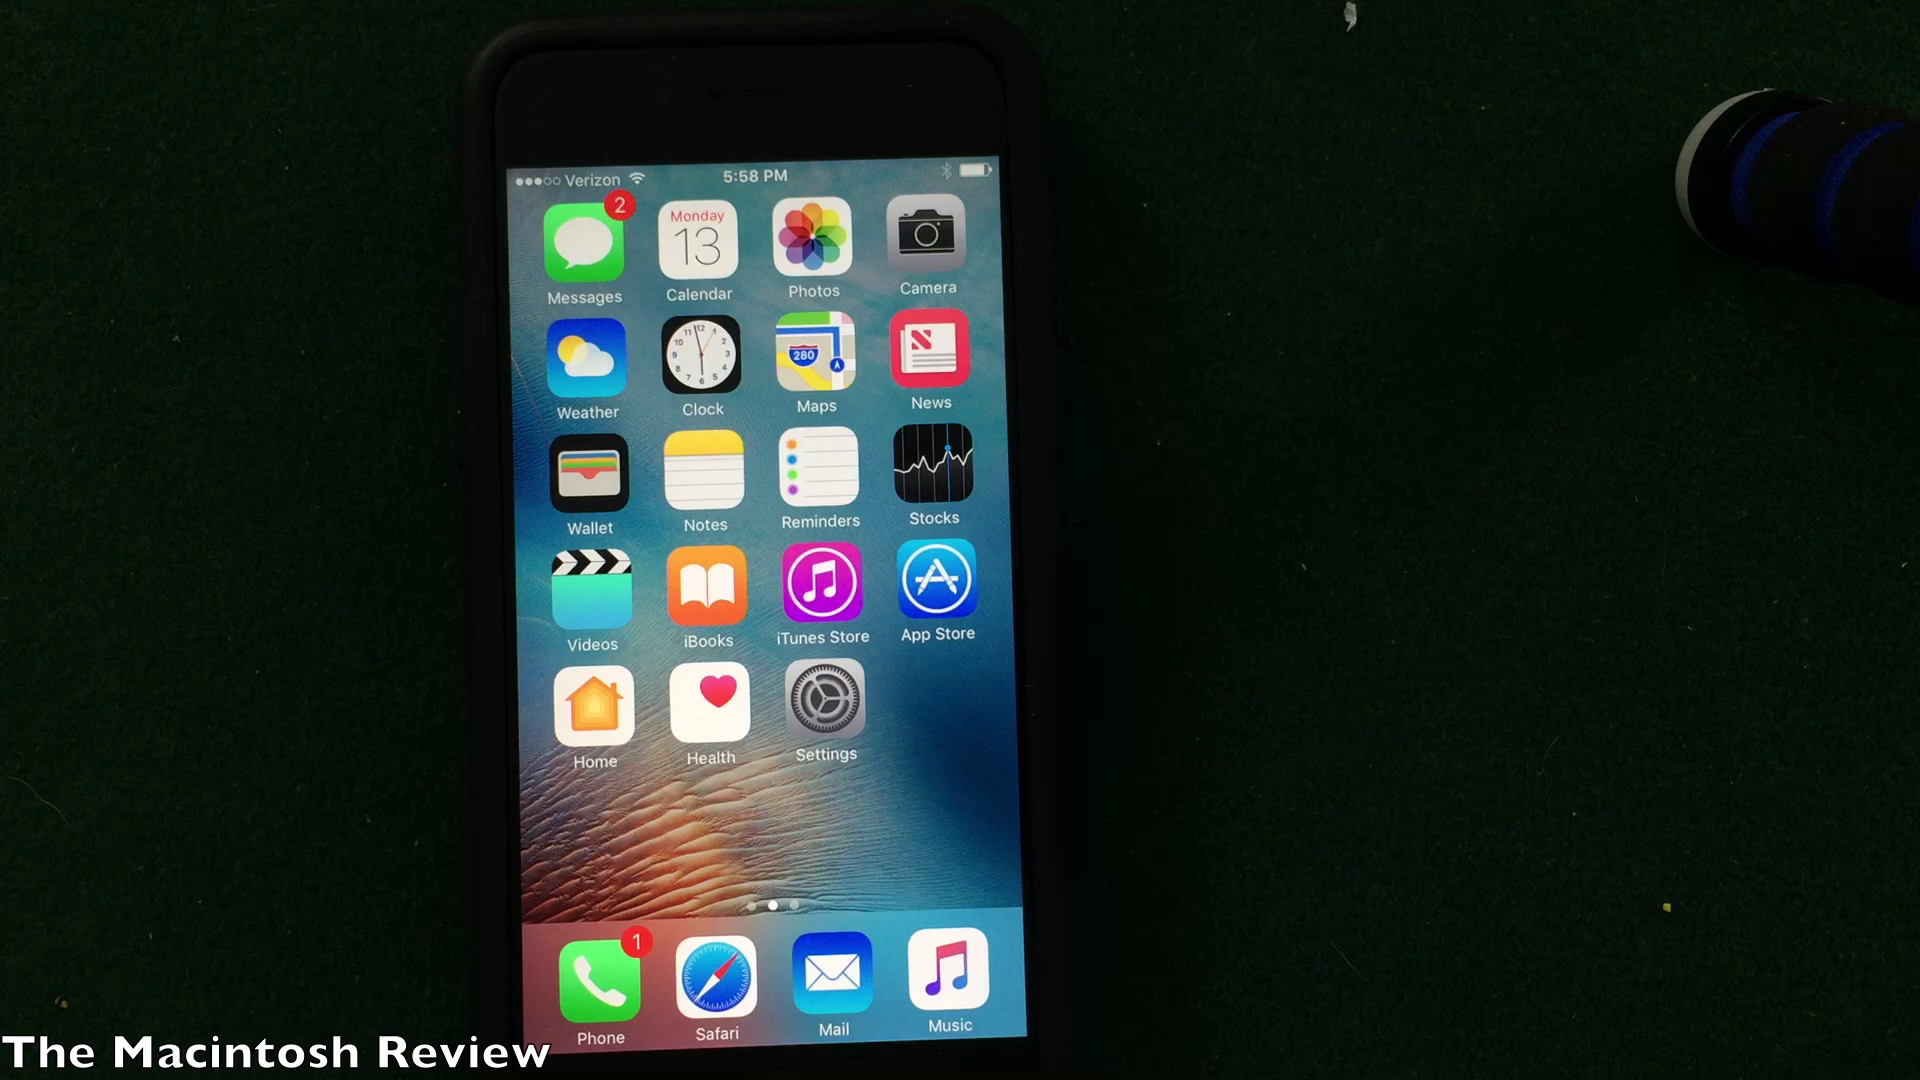 Verizon 5:58 PM
2
Monday
13
Messages Calendar Photos Camera
280
Weather Clock Maps News
Wallet Notes Reminders Stocks
Videos iBooks iTunes Store App Store
Home Health Settings
1
Phone Safari Mail Music
The Macintosh Review